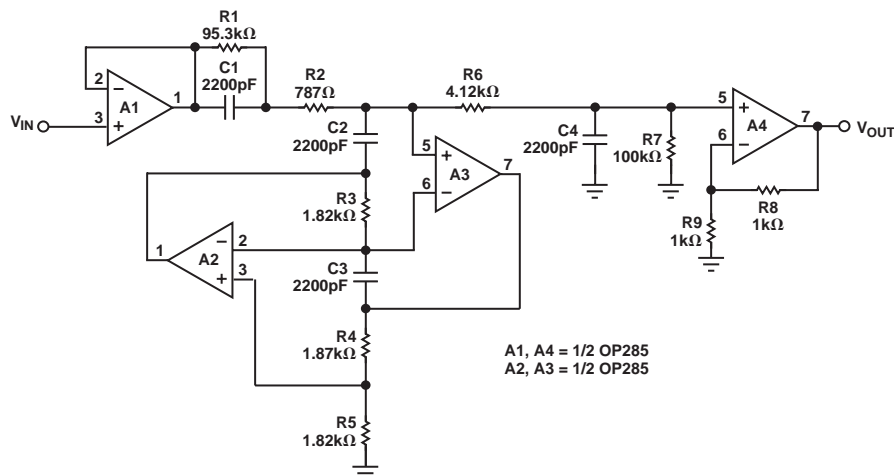 R1
95.3kΩ
C1
2200pF
R2
787Ω
R6
4.12kΩ
2
−
3
+
A1
1
VIN
C2
2200pF
5
+
6
−
A3
7
C4
2200pF
R7
100kΩ
5
+
6
−
A4
7
VOUT
R8
1kΩ
R9
1kΩ
R3
1.82kΩ
1
A2
−
2
+
3
C3
2200pF
R4
1.87kΩ
R5
1.82kΩ
A1, A4 = 1/2 OP285
A2, A3 = 1/2 OP285